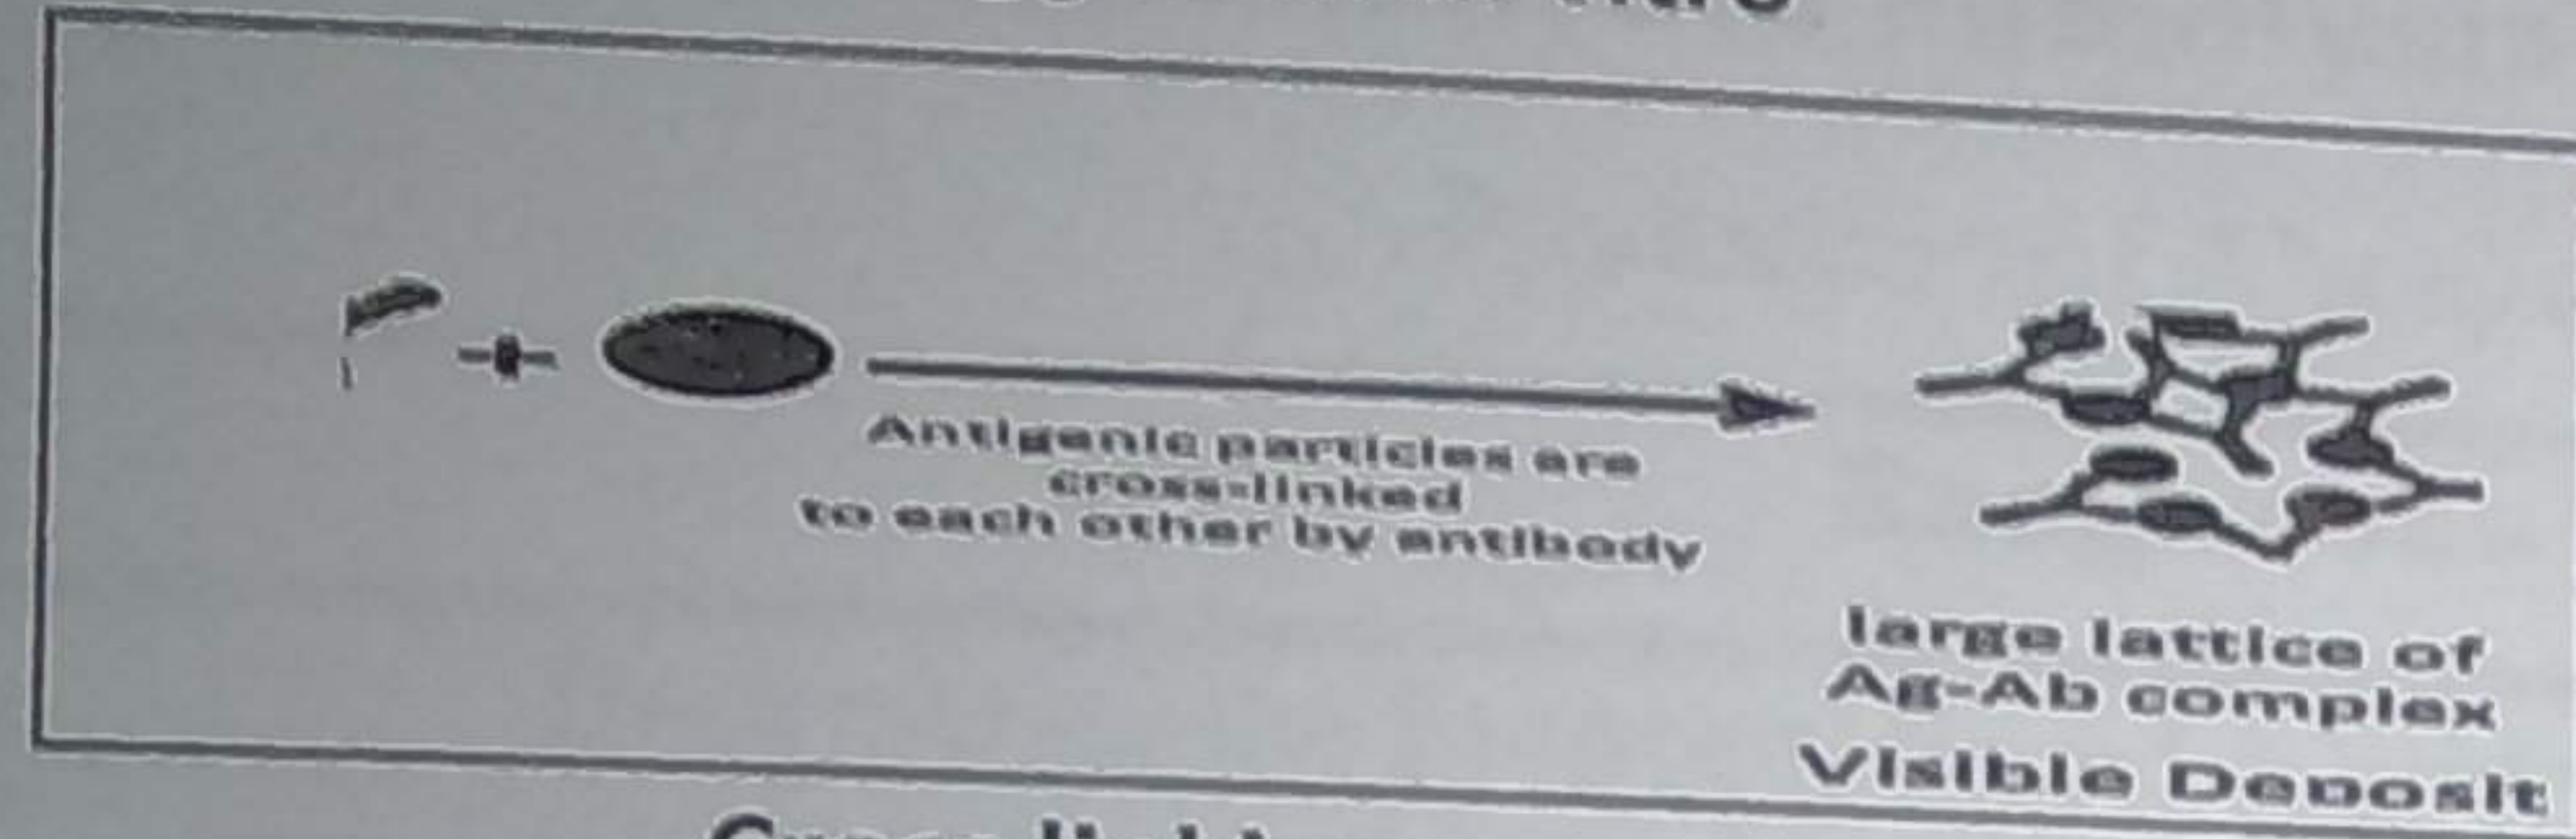 +
Antigenic particles are
cross-linked
to each other by antibody
large lattice of
Ag-Ab complex
Visible Deposit